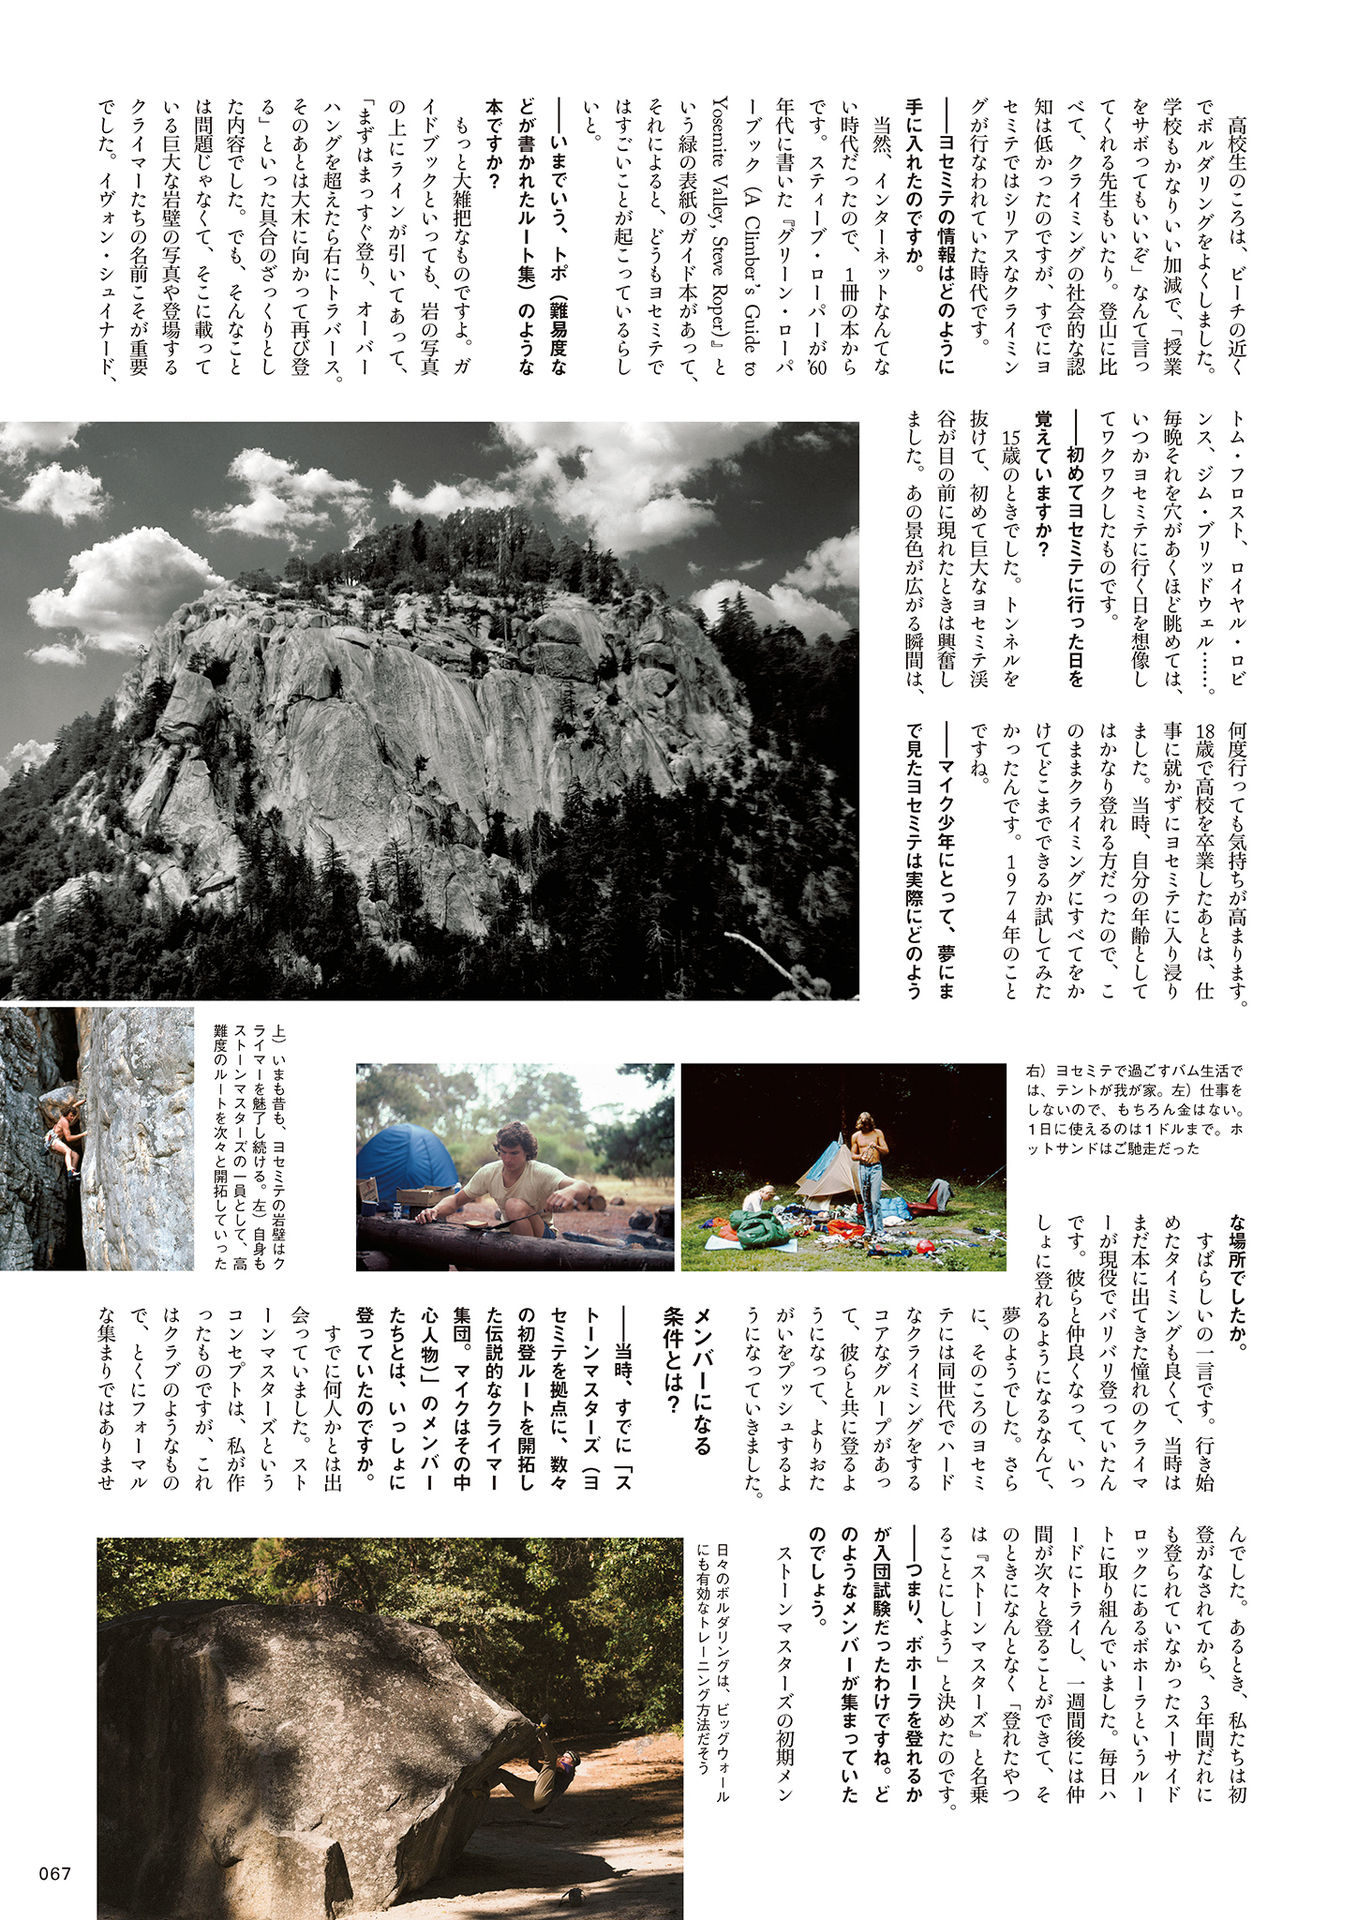 高校生のころは、ビーチの近く
でボルダリングをよくしました。
学校もかなりいい加減で、「授業
をサボってもいいぞ」なんて言っ
てくれる先生もいたり。登山に比
べて、クライミングの社会的な認
知は低かったのですが、すでにヨ
セミテではシリアスなクライミン
グが行なわれていた時代です。
――ヨセミテの情報はどのように
手に入れたのですか。
当然、インターネットなんてな
い時代だったので、1冊の本から
です。スティーブ・ローパーが'60
年代に書いた『グリーン・ローパ
ーブック（A Climber's Guide to
Yosemite Valley, Steve Roper）』と
いう緑の表紙のガイド本があって、
それによると、どうもヨセミテで
はすごいことが起こっているらし
いと。
――いまでいう、トポ（難易度な
どが書かれたルート集）のような
本ですか？
もっと大雑把なものですよ。ガ
イドブックといっても、岩の写真
の上にラインが引いてあって、
「まずはまっすぐ登り、オーバー
ハングを超えたら右にトラバース。
そのあとは大木に向かって再び登
る」といった具合のざっくりとし
た内容でした。でも、そんなこと
は問題じゃなくて、そこに載って
いる巨大な岩壁の写真や登場する
クライマーたちの名前こそが重要
でした。イヴォン・シュイナード、
トム・フロスト、ロイヤル・ロビ
ンス、ジム・ブリッドウェル……。
毎晩それを穴があくほど眺めては、
いつかヨセミテに行く日を想像し
てワクワクしたものです。
――初めてヨセミテに行った日を
覚えていますか？
15歳のときでした。トンネルを
抜けて、初めて巨大なヨセミテ渓
谷が目の前に現れたときは興奮し
ました。あの景色が広がる瞬間は、
何度行っても気持ちが高まります。
18歳で高校を卒業したあとは、仕
事に就かずにヨセミテに入り浸り
ました。当時、自分の年齢として
はかなり登れる方だったので、こ
のままクライミングにすべてをか
けてどこまでできるか試してみた
かったんです。1974年のこと
ですね。
――マイク少年にとって、夢にま
で見たヨセミテは実際にどのよう
な場所でしたか。
すばらしいの一言です。行き始
めたタイミングも良くて、当時は
まだ本に出てきた憧れのクライマ
ーが現役でバリバリ登っていたん
です。彼らと仲良くなって、いっ
しょに登れるようになるなんて、
夢のようでした。さら
に、そのころのヨセミ
テには同世代でハード
なクライミングをする
コアなグループがあっ
て、彼らと共に登るよ
うになって、よりおた
がいをプッシュするよ
うになっていきました。
メンバーになる
条件とは？
――当時、すでに「ス
トーンマスターズ（ヨ
セミテを拠点に、数々
の初登ルートを開拓し
た伝説的なクライマー
集団。マイクはその中
心人物）」のメンバー
たちとは、いっしょに
登っていたのですか。
すでに何人かとは出
会っていました。スト
ーンマスターズという
コンセプトは、私が作
ったものですが、これ
はクラブのようなもの
で、とくにフォーマル
な集まりではありませ
んでした。あるとき、私たちは初
登がなされてから、3年間だれに
も登られていなかったスーサイド
ロックにあるボホーラというルー
トに取り組んでいました。毎日ハ
ードにトライし、一週間後には仲
間が次々と登ることができて、そ
のときになんとなく「登れたやつ
は『ストーンマスターズ』と名乗
ることにしよう」と決めたのです。
――つまり、ボホーラを登れるか
が入団試験だったわけですね。ど
のようなメンバーが集まっていた
のでしょう。
ストーンマスターズの初期メン
右）ヨセミテで過ごすバム生活で
は、テントが我が家。左）仕事を
しないので、もちろん金はない。
1日に使えるのは1ドルまで。ホ
ットサンドはご馳走だった
上）いまも昔も、ヨセミテの岩壁はク
ライマーを魅了し続ける。左）自身も
ストーンマスターズの一員として、高
難度のルートを次々と開拓していった
日々のボルダリングは、ビッグウォール
にも有効なトレーニング方法だそう
067